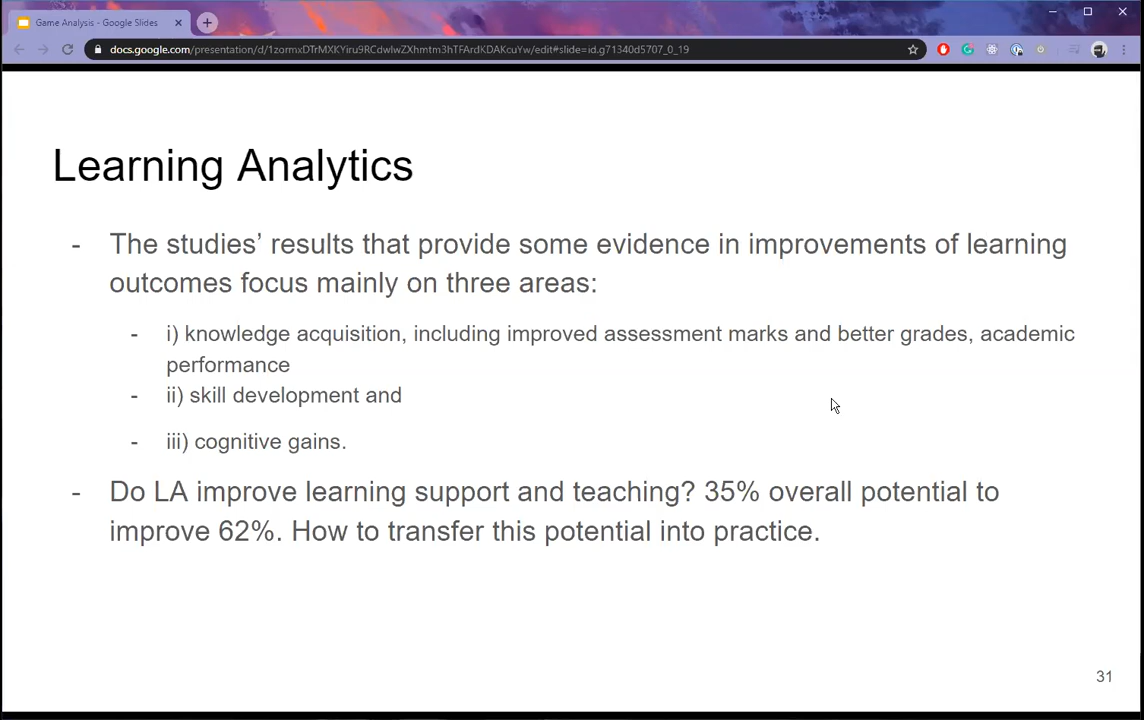 Game Analysis - Google Slides
docs.google.com/presentation/d/1zormxDTrMXKYiru9RCdwlwZXhmtm3hTFArdKDAKcuYw/edit#slide=id.g71340d5707_0_19
Learning Analytics
- The studies’ results that provide some evidence in improvements of learning
outcomes focus mainly on three areas:
- i) knowledge acquisition, including improved assessment marks and better grades, academic
performance
- ii) skill development and
- iii) cognitive gains.
- Do LA improve learning support and teaching? 35% overall potential to
improve 62%. How to transfer this potential into practice.
31